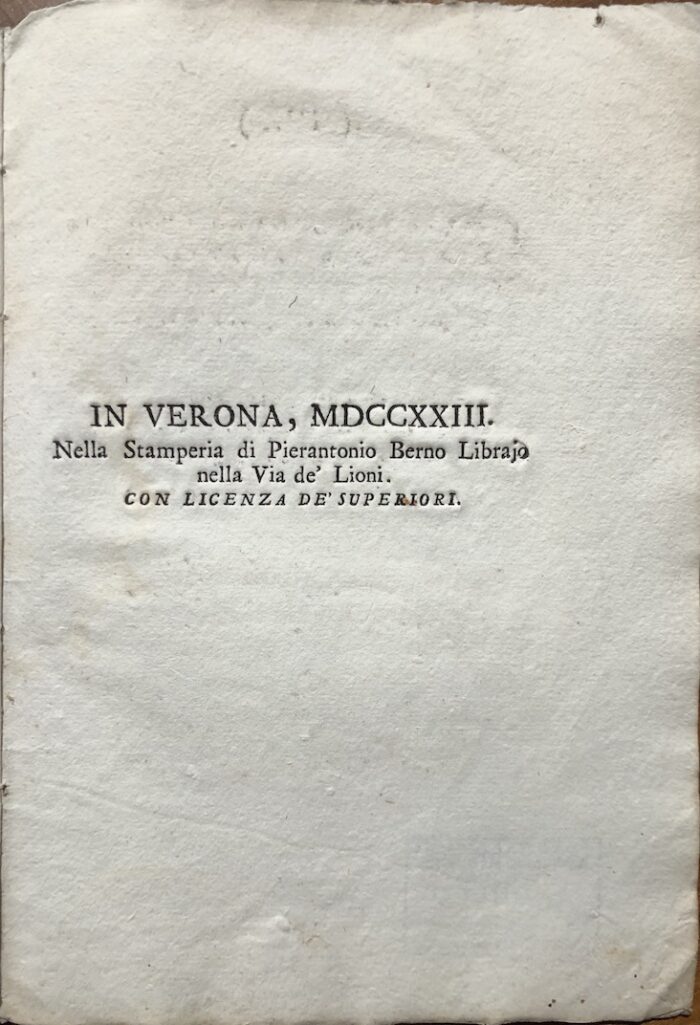 IN VERONA, MDCCXXIII.
Nella Stamperia di Pierantonio Berno Librajo
nella Via de' Lioni.
CON LICENZA DE' SUPERIORI.